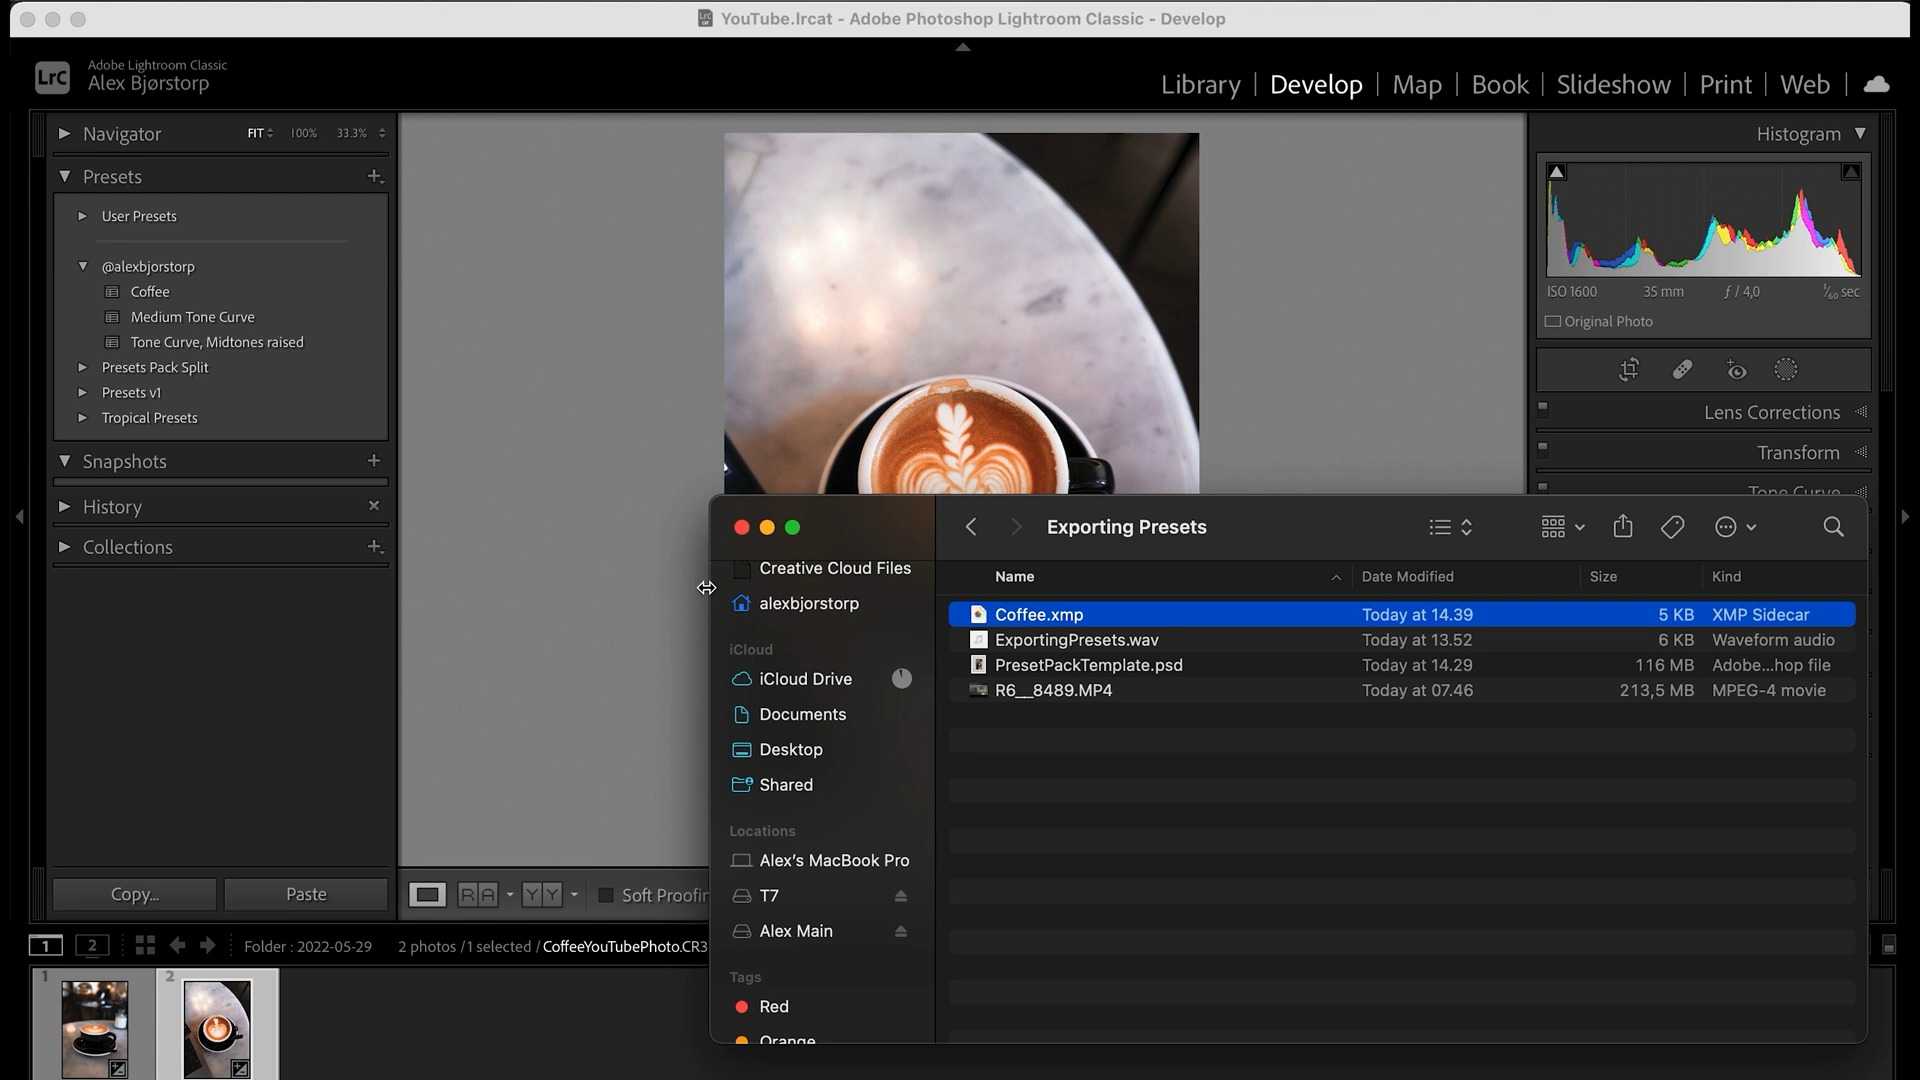 YouTube.lrcat - Adobe Photoshop Lightroom Classic - Develop
LrC
Adobe Lightroom Classic
Alex Bjørstorp
Library | Develop | Map | Book | Slideshow | Print | Web
Navigator FIT 100% 33.3%
Presets
User Presets
@alexbjorstorp
Coffee
Medium Tone Curve
Tone Curve, Midtones raised
Presets Pack Split
Presets v1
Tropical Presets
Snapshots
History
Collections
Copy... Paste
R A Y Y Soft Proofin
Histogram
ISO 1600 35 mm ƒ / 4,0 1/60 sec
Original Photo
Lens Corrections
Transform
Tone Curve
Exporting Presets
Creative Cloud Files
alexbjorstorp
iCloud
iCloud Drive
Documents
Desktop
Shared
Locations
Alex's MacBook Pro
T7
Alex Main
Tags
Red
Orange
Name Date Modified Size Kind
Coffee.xmp Today at 14.39 5 KB XMP Sidecar
ExportingPresets.wav Today at 13.52 6 KB Waveform audio
PresetPackTemplate.psd Today at 14.29 116 MB Adobe...hop file
R6__8489.MP4 Today at 07.46 213,5 MB MPEG-4 movie
1 2 Folder : 2022-05-29 2 photos / 1 selected / CoffeeYouTubePhoto.CR3
1 2